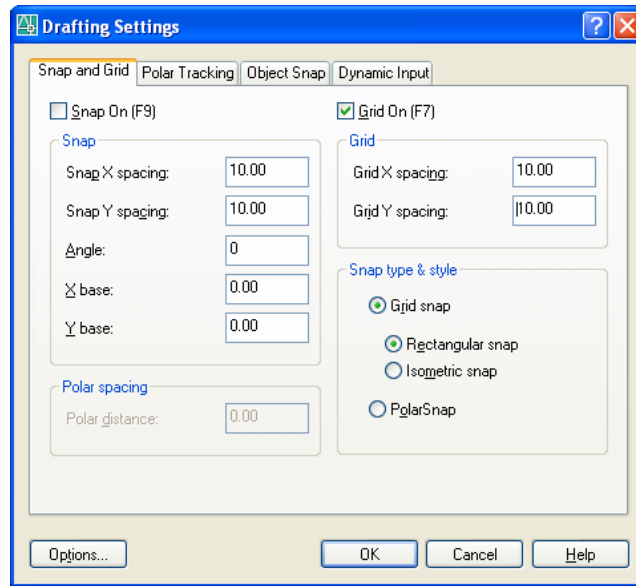 Drafting Settings
Snap and Grid Polar Tracking Object Snap Dynamic Input
Snap On (F9)
Snap
Snap X spacing: 10.00
Snap Y spacing: 10.00
Angle: 0
X base: 0.00
Y base: 0.00
Polar spacing
Polar distance: 0.00
Grid On (F7)
Grid
Grid X spacing: 10.00
Grid Y spacing: 10.00
Snap type & style
Grid snap
Rectangular snap
Isometric snap
PolarSnap
Options... OK Cancel Help